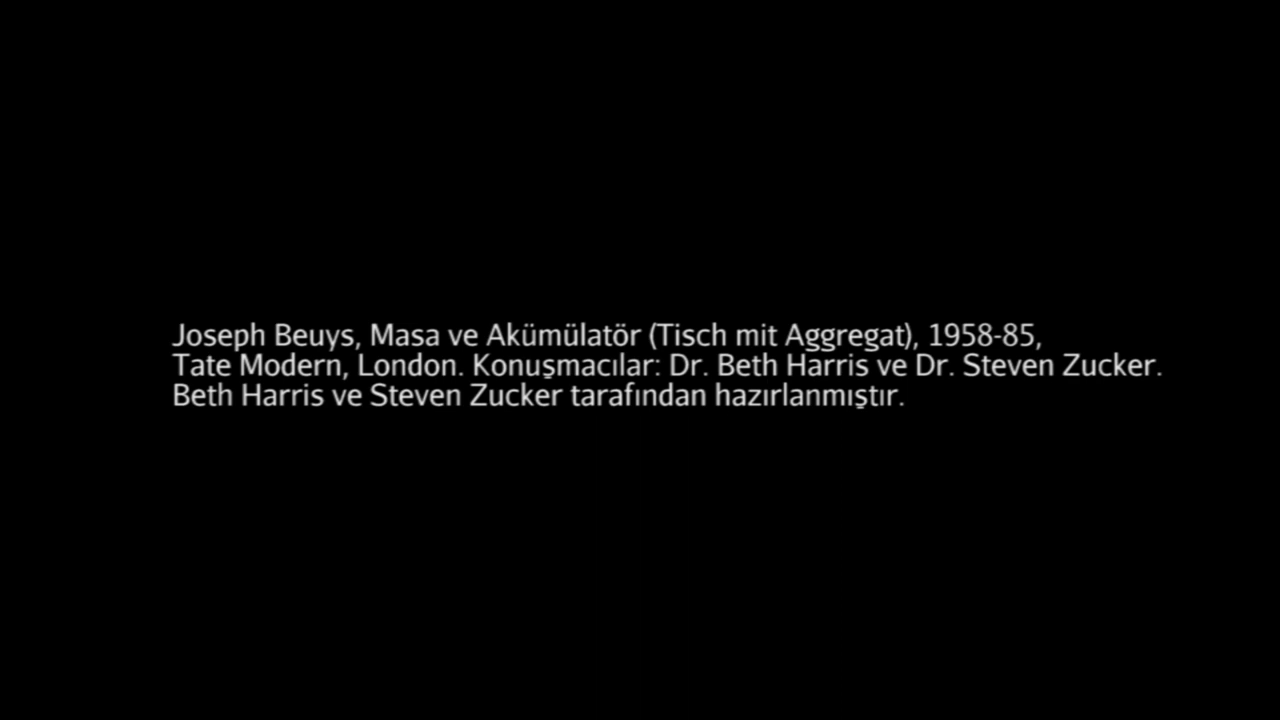 Joseph Beuys, Masa ve Akümülatör (Tisch mit Aggregat), 1958-85,
Tate Modern, London. Konuşmacılar: Dr. Beth Harris ve Dr. Steven Zucker.
Beth Harris ve Steven Zucker tarafından hazırlanmıştır.